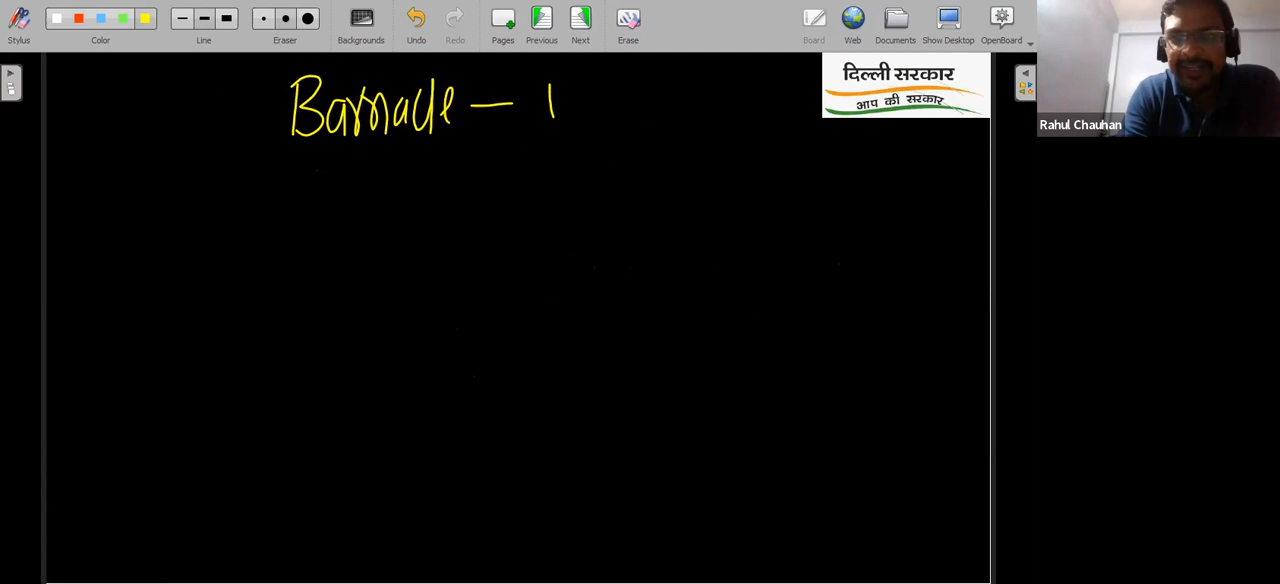 Stylus
Color
Line
Eraser
Backgrounds
Undo
Redo
Pages
Previous
Next
Erase
Board
Web
Documents
Show Desktop
OpenBoard
Barnacle — 1
दिल्ली सरकार
आप की सरकार
Rahul Chauhan